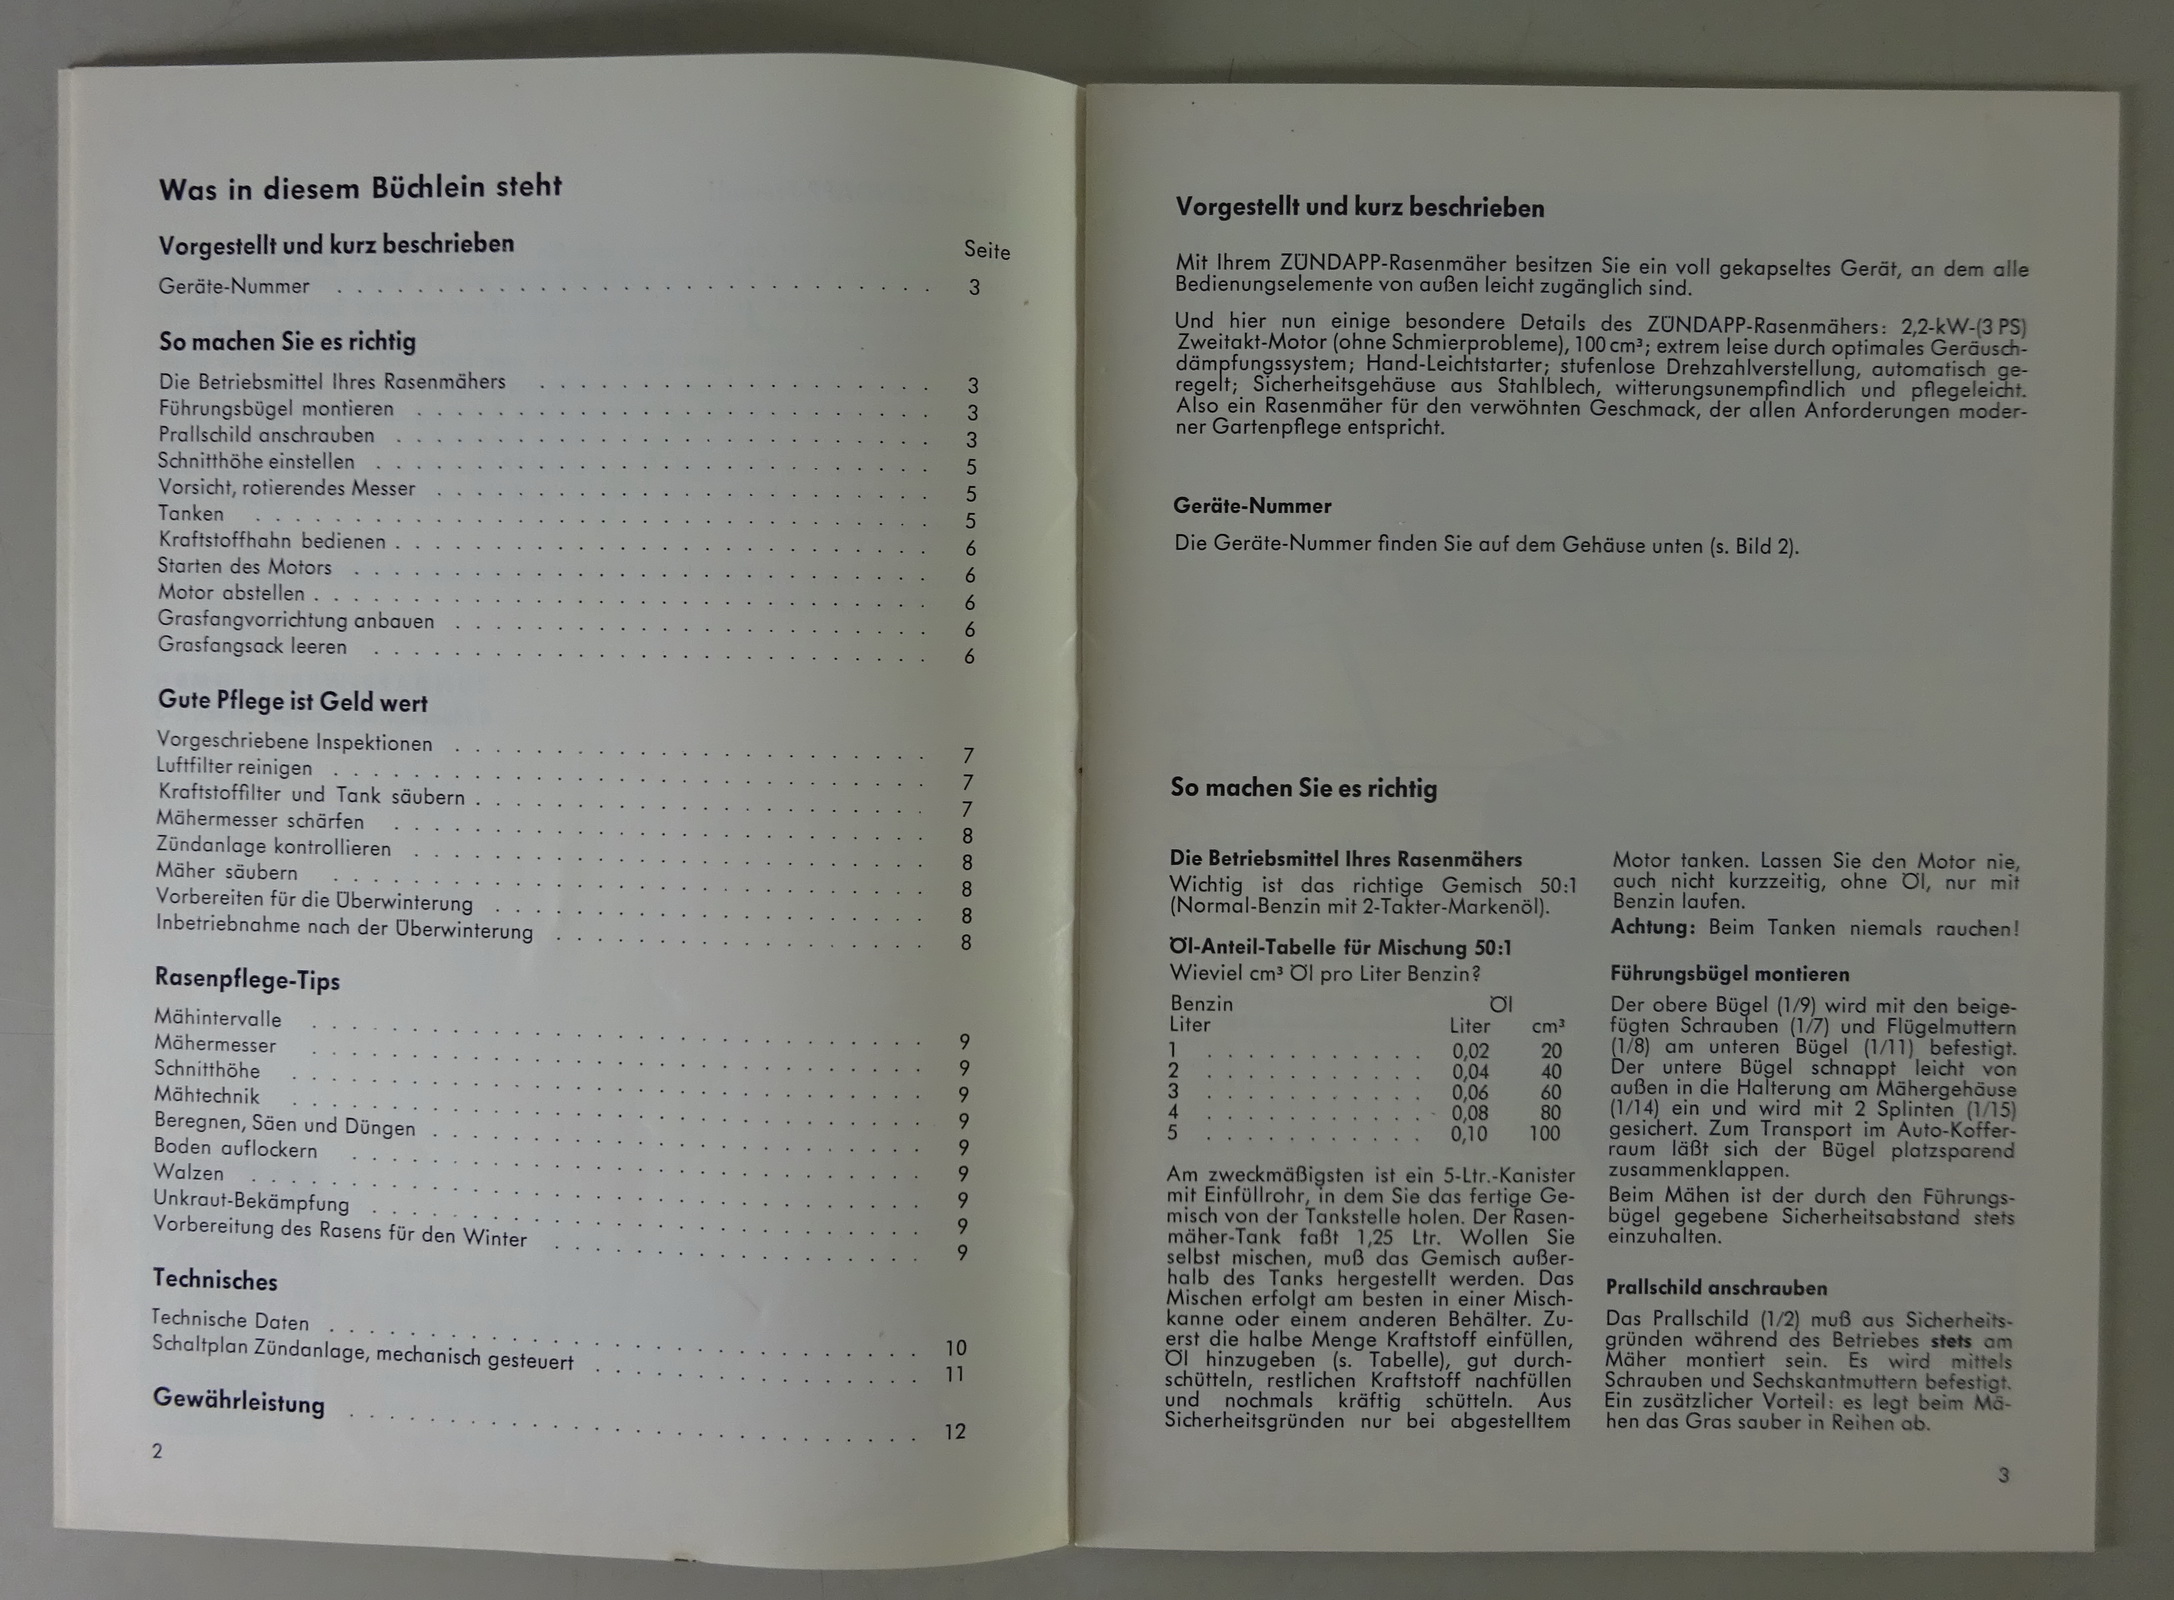 Was in diesem Büchlein steht
Vorgestellt und kurz beschrieben Seite
Geräte-Nummer . . . . . . . . . . 3
So machen Sie es richtig
Die Betriebsmittel Ihres Rasenmähers . . . . . . . . . . 3
Führungsbügel montieren . . . . . . . . . . 3
Prallschild anschrauben . . . . . . . . . . 3
Schnitthöhe einstellen . . . . . . . . . . 5
Vorsicht, rotierendes Messer . . . . . . . . . . 5
Tanken . . . . . . . . . . 5
Kraftstoffhahn bedienen . . . . . . . . . . 6
Starten des Motors . . . . . . . . . . 6
Motor abstellen . . . . . . . . . . 6
Grasfangvorrichtung anbauen . . . . . . . . . . 6
Grasfangsack leeren . . . . . . . . . . 6
Gute Pflege ist Geld wert
Vorgeschriebene Inspektionen . . . . . . . . . . 7
Luftfilter reinigen . . . . . . . . . . 7
Kraftstoffilter und Tank säubern . . . . . . . . . . 7
Mähermesser schärfen . . . . . . . . . . 8
Zündanlage kontrollieren . . . . . . . . . . 8
Mäher säubern . . . . . . . . . . 8
Vorbereiten für die Überwinterung . . . . . . . . . . 8
Inbetriebnahme nach der Überwinterung . . . . . . . . . . 8
Rasenpflege-Tips
Mähintervalle . . . . . . . . . . 9
Mähermesser . . . . . . . . . . 9
Schnitthöhe . . . . . . . . . . 9
Mähtechnik . . . . . . . . . . 9
Beregnen, Säen und Düngen . . . . . . . . . . 9
Boden auflockern . . . . . . . . . . 9
Walzen . . . . . . . . . . 9
Unkraut-Bekämpfung . . . . . . . . . . 9
Vorbereitung des Rasens für den Winter . . . . . . . . . . 9
Technisches
Technische Daten . . . . . . . . . . 10
Schaltplan Zündanlage, mechanisch gesteuert . . . . . . . . . . 11
Gewährleistung . . . . . . . . . . 12
2
Vorgestellt und kurz beschrieben
Mit Ihrem ZÜNDAPP-Rasenmäher besitzen Sie ein voll gekapseltes Gerät, an dem alle
Bedienungselemente von außen leicht zugänglich sind.
Und hier nun einige besondere Details des ZÜNDAPP-Rasenmähers: 2,2-kW-(3 PS)
Zweitakt-Motor (ohne Schmierprobleme), 100 cm³; extrem leise durch optimales Geräusch-
dämpfungssystem; Hand-Leichtstarter; stufenlose Drehzahlverstellung, automatisch ge-
regelt; Sicherheitsgehäuse aus Stahlblech, witterungsunempfindlich und pflegeleicht.
Also ein Rasenmäher für den verwöhnten Geschmack, der allen Anforderungen moder-
ner Gartenpflege entspricht.
Geräte-Nummer
Die Geräte-Nummer finden Sie auf dem Gehäuse unten (s. Bild 2).
So machen Sie es richtig
Die Betriebsmittel Ihres Rasenmähers
Wichtig ist das richtige Gemisch 50:1
(Normal-Benzin mit 2-Takter-Markenöl).
Öl-Anteil-Tabelle für Mischung 50:1
Wieviel cm³ Öl pro Liter Benzin?
Benzin Öl
Liter Liter cm³
1 . . . . . . . . . . 0,02 20
2 . . . . . . . . . . 0,04 40
3 . . . . . . . . . . 0,06 60
4 . . . . . . . . . . 0,08 80
5 . . . . . . . . . . 0,10 100
Am zweckmäßigsten ist ein 5-Ltr.-Kanister
mit Einfüllrohr, in dem Sie das fertige Ge-
misch von der Tankstelle holen. Der Rasen-
mäher-Tank faßt 1,25 Ltr. Wollen Sie
selbst mischen, muß das Gemisch außer-
halb des Tanks hergestellt werden. Das
Mischen erfolgt am besten in einer Misch-
kanne oder einem anderen Behälter. Zu-
erst die halbe Menge Kraftstoff einfüllen,
Öl hinzugeben (s. Tabelle), gut durch-
schütteln, restlichen Kraftstoff nachfüllen
und nochmals kräftig schütteln. Aus
Sicherheitsgründen nur bei abgestelltem
Motor tanken. Lassen Sie den Motor nie,
auch nicht kurzzeitig, ohne Öl, nur mit
Benzin laufen.
Achtung: Beim Tanken niemals rauchen!
Führungsbügel montieren
Der obere Bügel (1/9) wird mit den beige-
fügten Schrauben (1/7) und Flügelmuttern
(1/8) am unteren Bügel (1/11) befestigt.
Der untere Bügel schnappt leicht von
außen in die Halterung am Mähergehäuse
(1/14) ein und wird mit 2 Splinten (1/15)
gesichert. Zum Transport im Auto-Koffer-
raum läßt sich der Bügel platzsparend
zusammenklappen.
Beim Mähen ist der durch den Führungs-
bügel gegebene Sicherheitsabstand stets
einzuhalten.
Prallschild anschrauben
Das Prallschild (1/2) muß aus Sicherheits-
gründen während des Betriebes stets am
Mäher montiert sein. Es wird mittels
Schrauben und Sechskantmuttern befestigt.
Ein zusätzlicher Vorteil: es legt beim Mä-
hen das Gras sauber in Reihen ab.
3